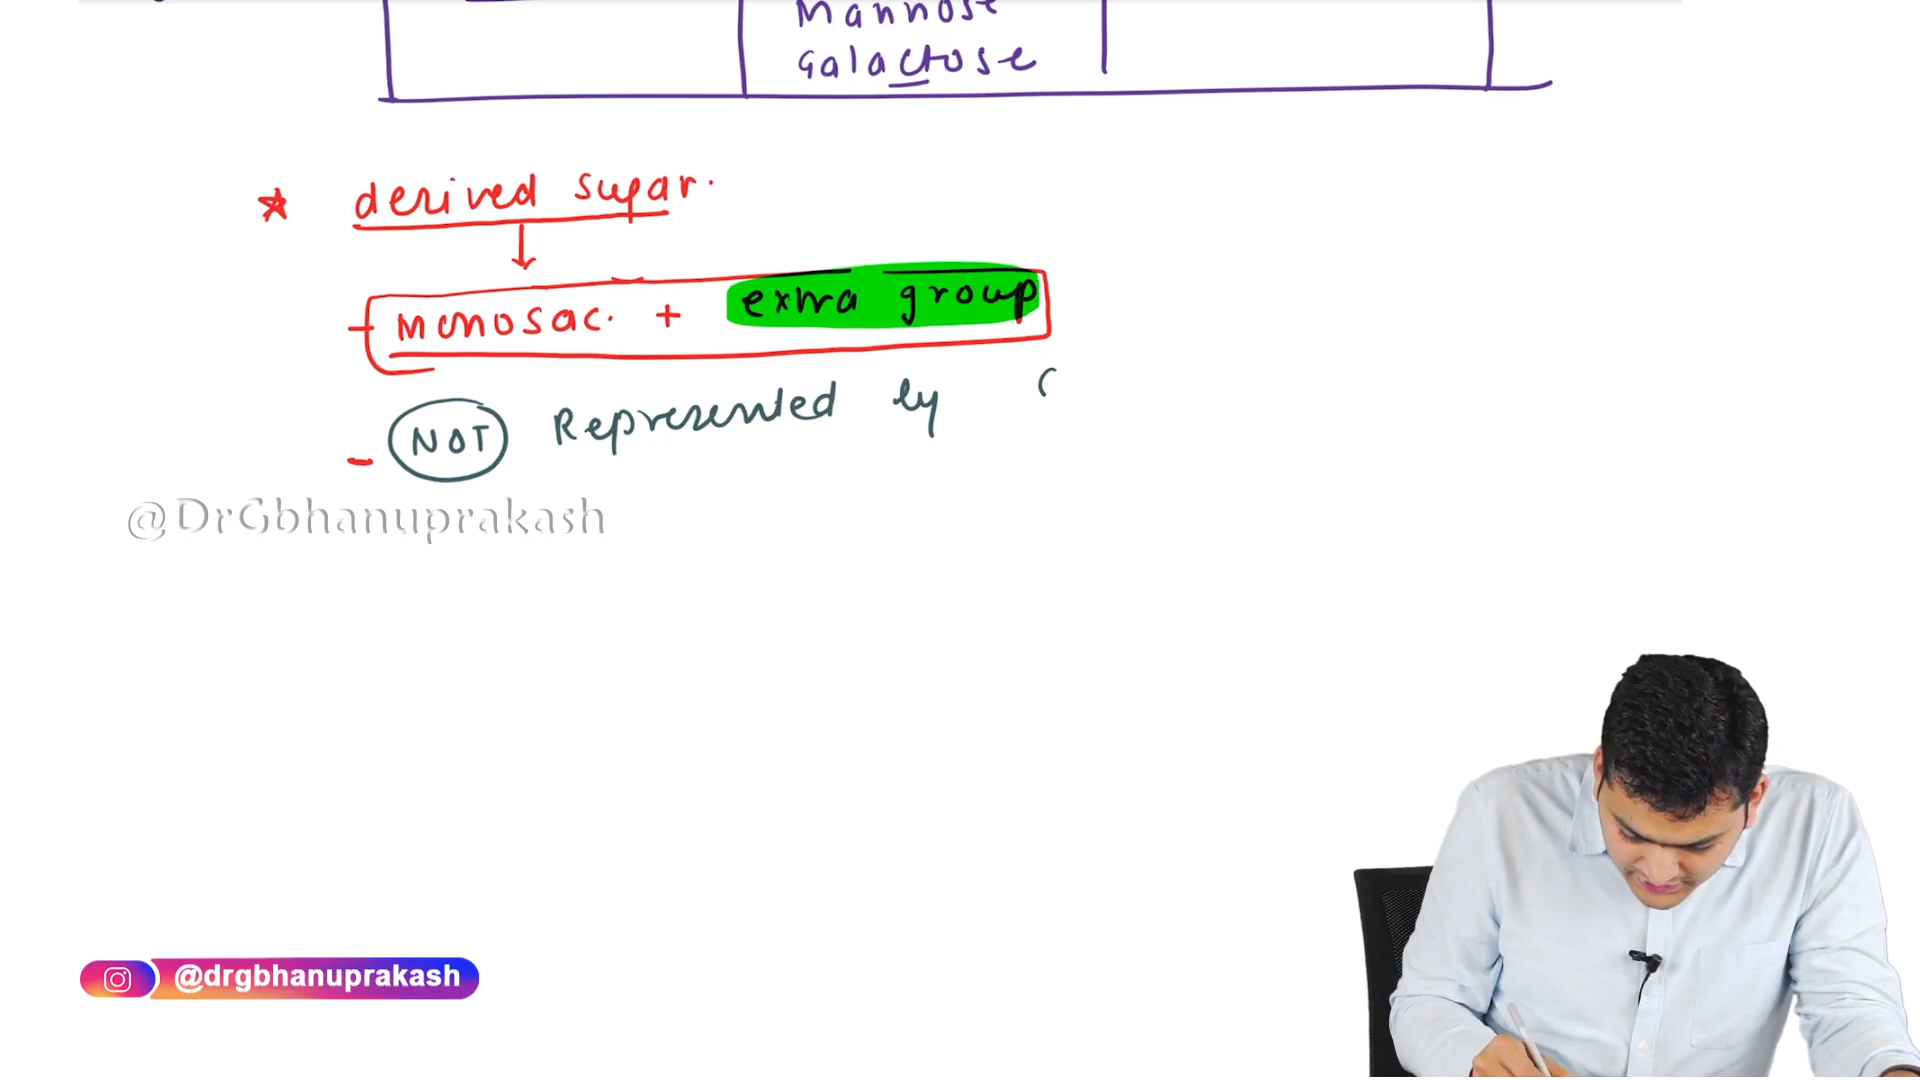 Mannose
Galactose
* derived sugar.
↓
- monosac. + extra group
- NOT Represented by (
@DrGbhanuprakash
@drgbhanuprakash